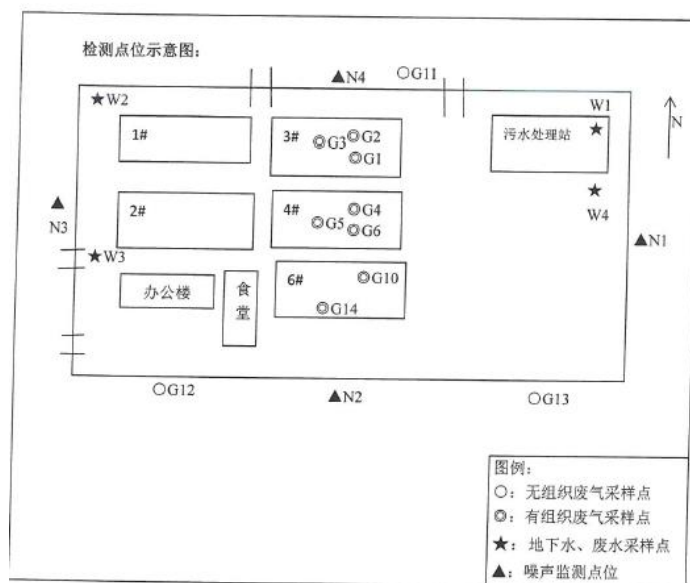 检测点位示意图:
▲N4
○G11
★W2
W1
N
1#
3#
◎G3
◎G2
◎G1
污水处理站
★
▲
N3
2#
4#
◎G5
◎G4
◎G6
★
W4
▲N1
★W3
办公楼
食堂
6#
◎G10
◎G14
○G12
▲N2
○G13
图例:
○: 无组织废气采样点
◎: 有组织废气采样点
★: 地下水、废水采样点
▲: 噪声监测点位